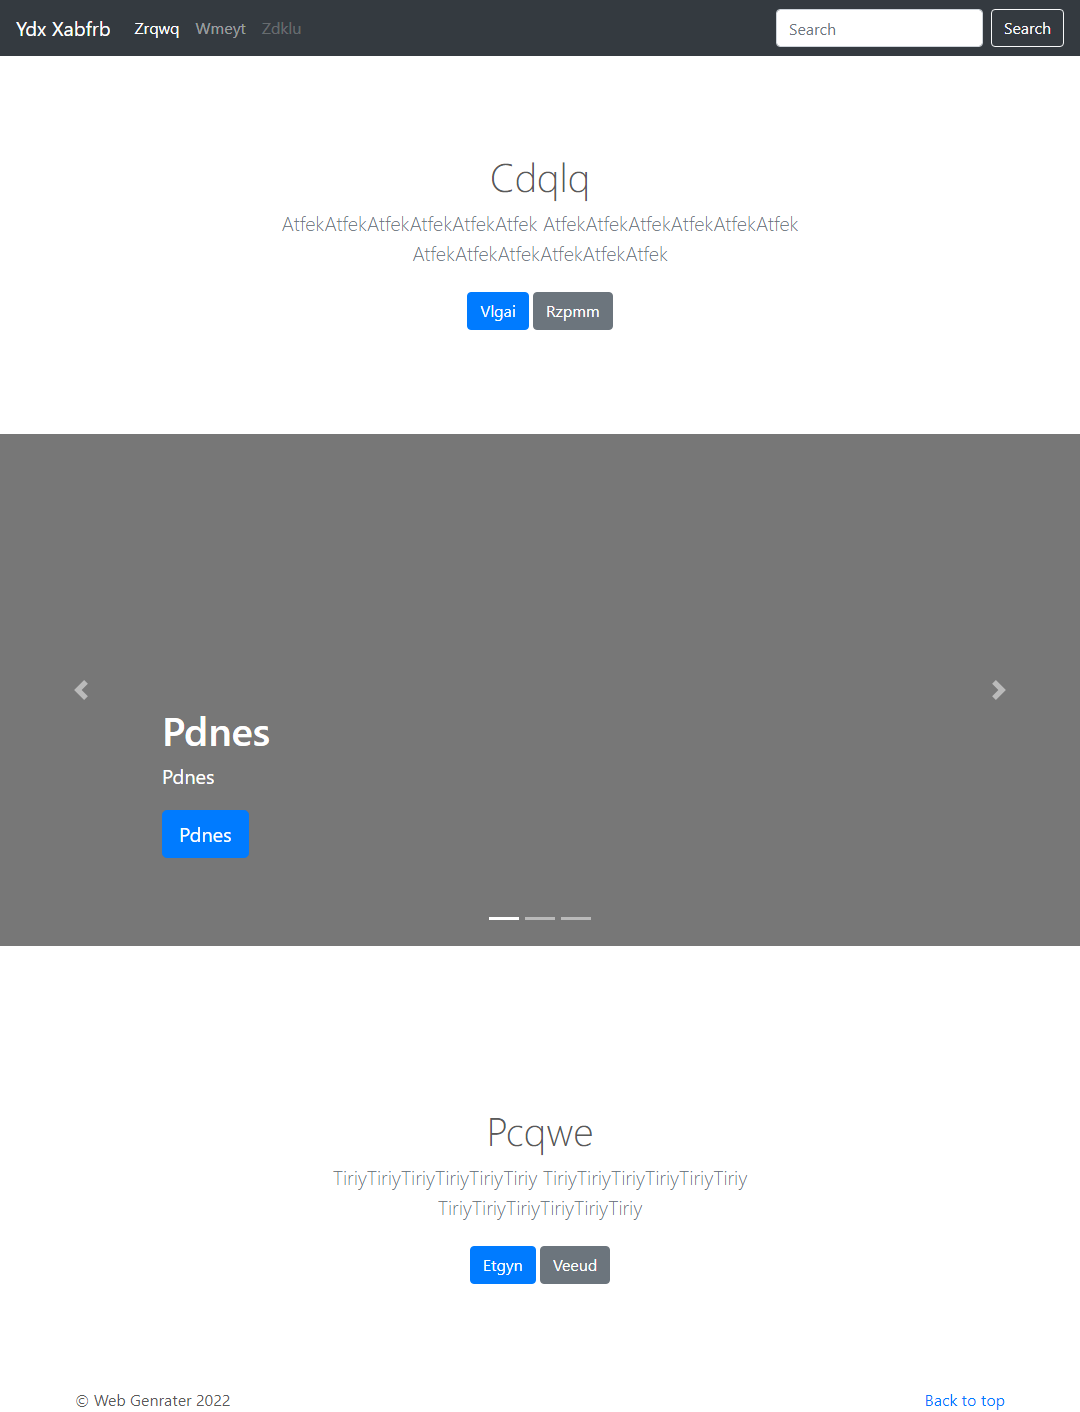 Ydx Xabfrb Zrqwq Wmeyt Zdklu Search Search
Cdqlq
AtfekAtfekAtfekAtfekAtfekAtfek AtfekAtfekAtfekAtfekAtfekAtfek
AtfekAtfekAtfekAtfekAtfekAtfek
Vlgai Rzpmm
Pdnes
Pdnes
Pdnes
Pcqwe
TiriyTiriyTiriyTiriyTiriyTiriy TiriyTiriyTiriyTiriyTiriyTiriy
TiriyTiriyTiriyTiriyTiriyTiriy
Etgyn Veeud
© Web Genrater 2022 Back to top